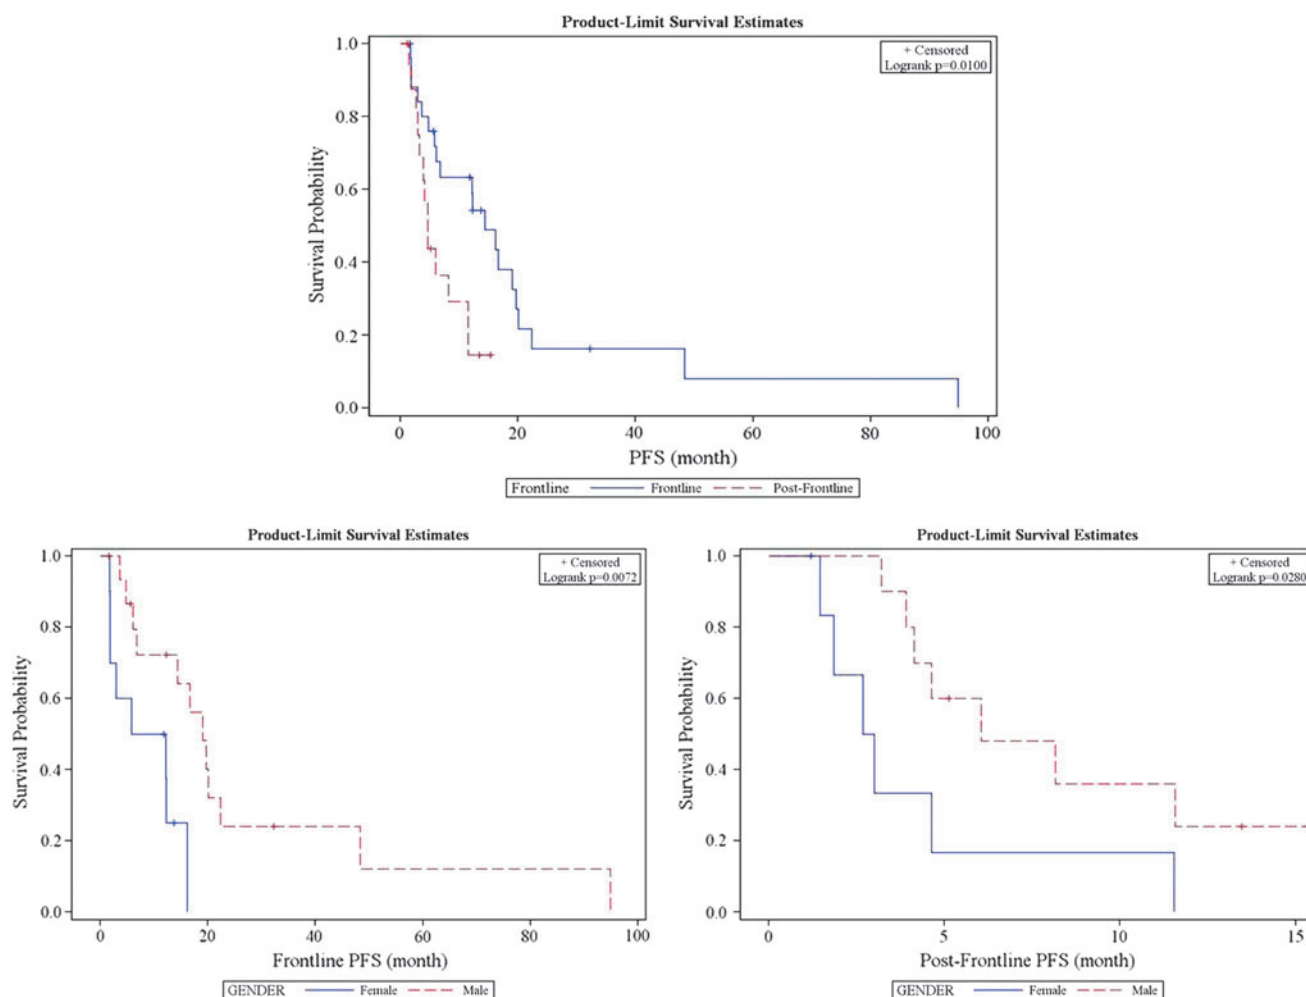 Product-Limit Survival Estimates
+ Censored
Logrank p=0.0100
1.0
0.8
0.6
0.4
0.2
0.0
Survival Probability
0 20 40 60 80 100
PFS (month)
Frontline Frontline Post-Frontline
Product-Limit Survival Estimates
+ Censored
Logrank p=0.0072
1.0
0.8
0.6
0.4
0.2
0.0
Survival Probability
0 20 40 60 80 100
Frontline PFS (month)
GENDER Female Male
Product-Limit Survival Estimates
+ Censored
Logrank p=0.0280
1.0
0.8
0.6
0.4
0.2
0.0
Survival Probability
0 5 10 15
Post-Frontline PFS (month)
GENDER Female Male